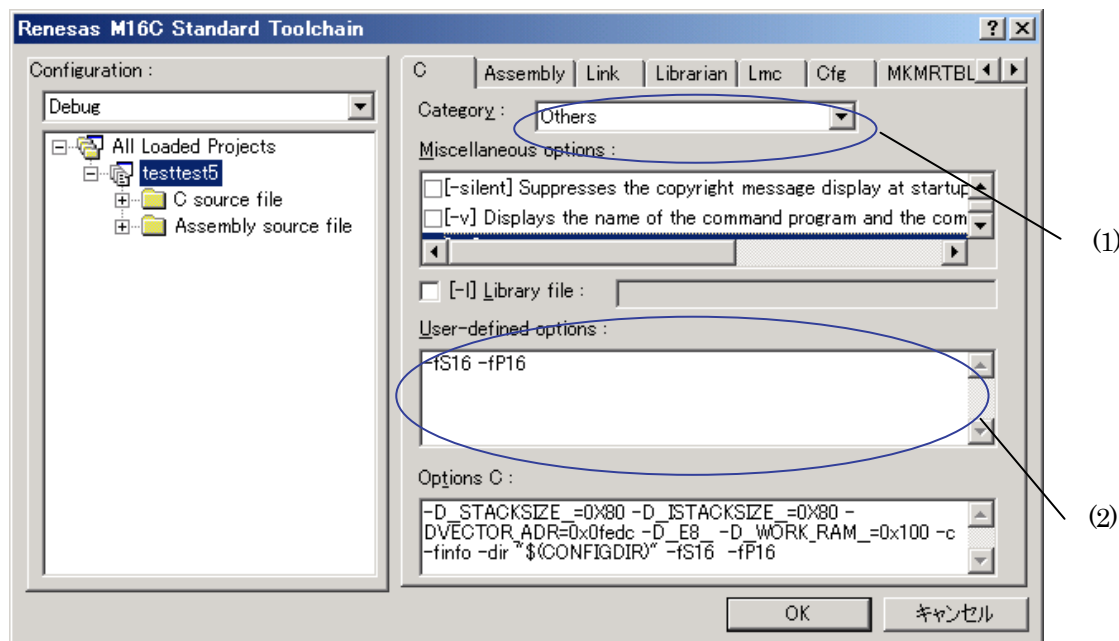 Renesas M16C Standard Toolchain
Configuration :
Debug
All Loaded Projects
testtest5
C source file
Assembly source file
C Assembly Link Librarian Lmc Cfg MKMRTBL
Category :
Others
Miscellaneous options :
[-silent] Suppresses the copyright message display at startup
[-v] Displays the name of the command program and the com
[-l] Library file :
User-defined options :
-fS16 -fP16
Options C :
-D_STACKSIZE_=0X80 -D_ISTACKSIZE_=0X80 -
DVECTOR_ADR=0x0fedc -D_E8_ -D_WORK_RAM_=0x100 -c
-finfo -dir "$(CONFIGDIR)" -fS16 -fP16
OK キャンセル
(1)
(2)